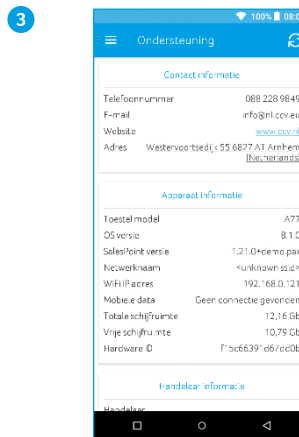 3
100% 08:0
Ondersteuning
Contact informatie
Telefoonnummer 088 228 9849
E-mail info@nl.ccv.eu
Website www.ccv.nl
Adres Westervoortsedijk 55 6827 AT Arnhem
(Netherlands)
Apparaat informatie
Toestel model A77
OS versie 8.1.0
SalesPoint versie 1.21.0+demo.pax
Netwerknaam <unknown ssid>
WiFi IP adres 192.168.0.121
Mobiele data Geen connectie gevonden
Totale schijfruimte 12,16 Gb
Vrije schijfruimte 10,79 Gb
Hardware ID f15c66391d67dd0b
Handelaar informatie
Handelaar